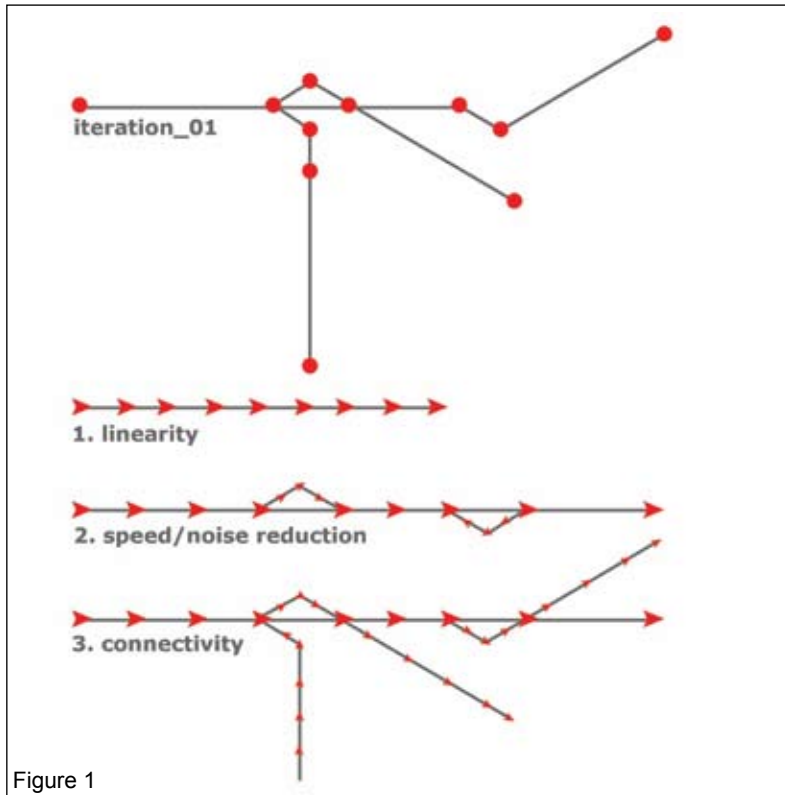 iteration_01
1. linearity
2. speed/noise reduction
3. connectivity
Figure 1